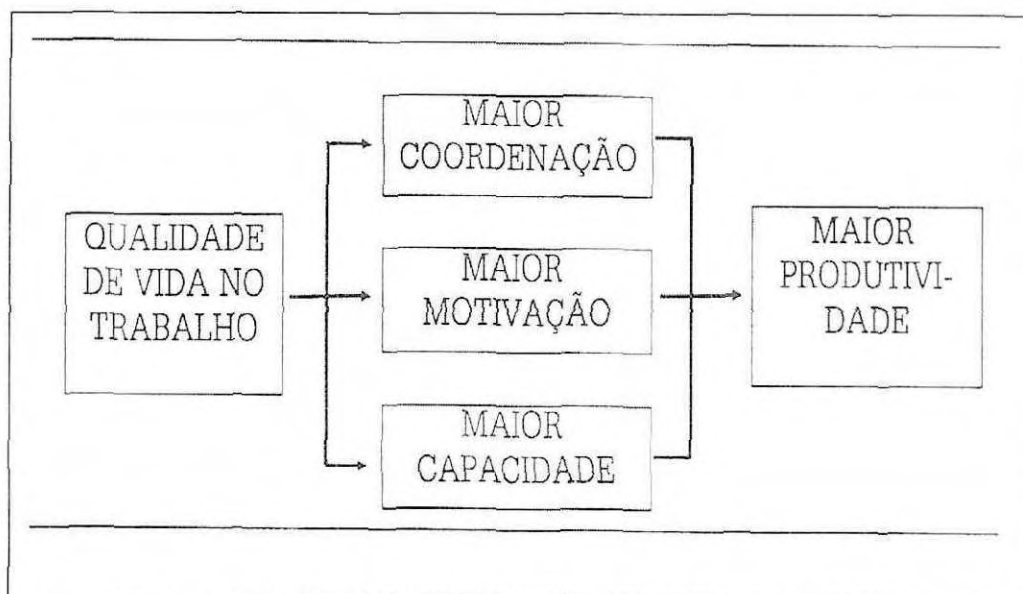 QUALIDADE
DE VIDA NO
TRABALHO
MAIOR
COORDENAÇÃO
MAIOR
MOTIVAÇÃO
MAIOR
CAPACIDADE
MAIOR
PRODUTIVI-
DADE